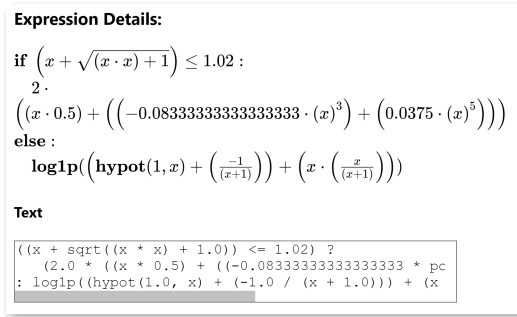 Expression Details:
if (x + √(x · x) + 1) ≤ 1.02 :
2 ·
((x · 0.5) + ((−0.08333333333333333 · (x)³) + (0.0375 · (x)⁵)))
else :
log1p((hypot(1, x) + (−1/(x+1))) + (x · (x/(x+1))))
Text
((x + sqrt((x * x) + 1.0)) <= 1.02) ?
(2.0 * ((x * 0.5) + ((-0.08333333333333333 * pc
: log1p((hypot(1.0, x) + (-1.0 / (x + 1.0))) + (x